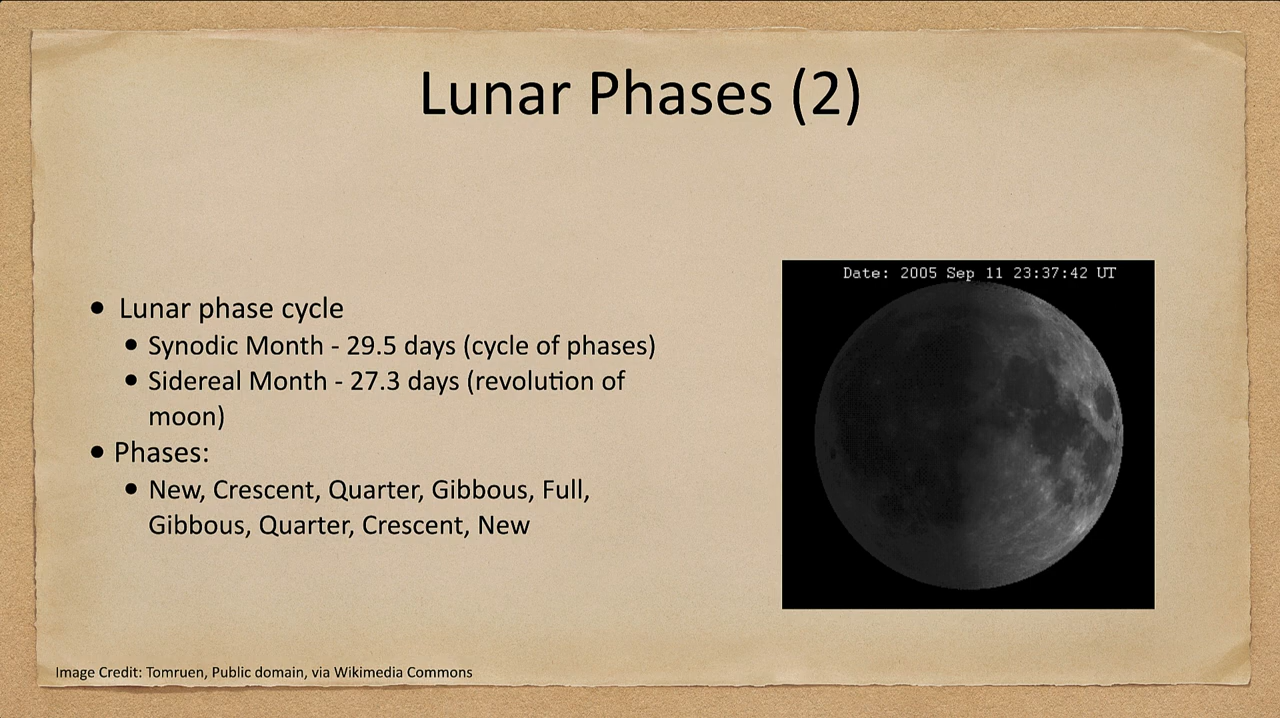 Lunar Phases (2)
Date: 2005 Sep 11 23:37:42 UT
• Lunar phase cycle
• Synodic Month - 29.5 days (cycle of phases)
• Sidereal Month - 27.3 days (revolution of
moon)
• Phases:
• New, Crescent, Quarter, Gibbous, Full,
Gibbous, Quarter, Crescent, New
Image Credit: Tomruen, Public domain, via Wikimedia Commons